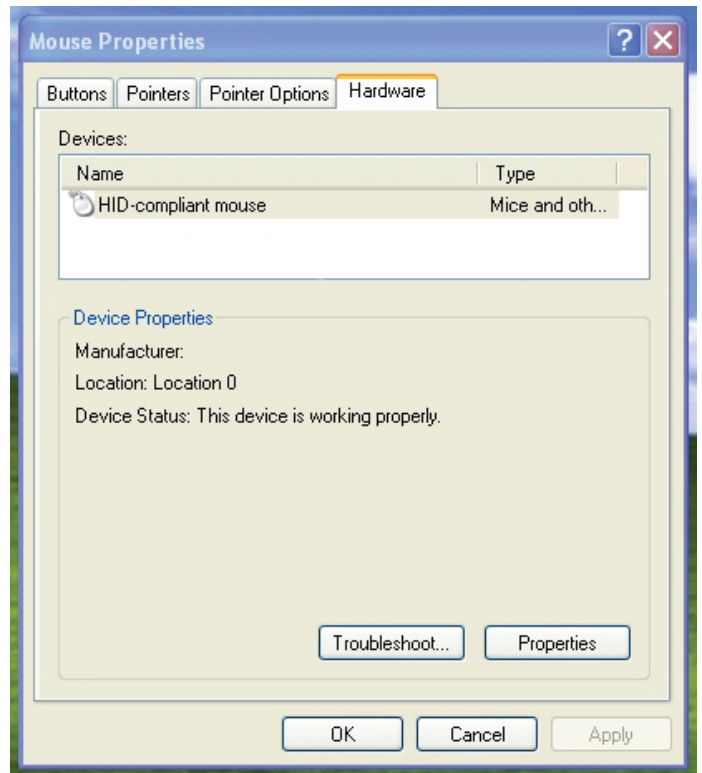 Mouse Properties
Buttons Pointers Pointer Options Hardware
Devices:
Name Type
HID-compliant mouse Mice and oth...
Device Properties
Manufacturer:
Location: Location 0
Device Status: This device is working properly.
Troubleshoot... Properties
OK Cancel Apply